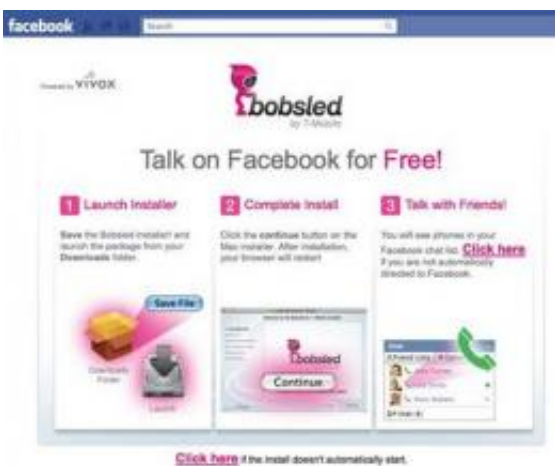 facebook
Search
Powered by VIVOX
bobsled
by T-Mobile
Talk on Facebook for Free!
1 Launch Installer
Save the Bobsled installer and
launch the package from your
Downloads folder.
Save File
Downloads
Folder
Launch
2 Complete Install
Click the continue button on the
Mac installer. After installation,
your browser will restart
bobsled
Continue
3 Talk with Friends!
You will see phones in your
Facebook chat list. Click here
if you are not automatically
directed to Facebook.
Click here if the install doesn't automatically start.